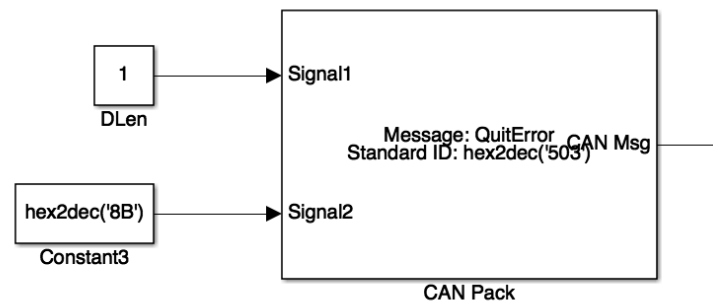 1
DLen
Signal1
Message: QuitError
Standard ID: hex2dec('503')
CAN Msg
hex2dec('8B')
Constant3
Signal2
CAN Pack